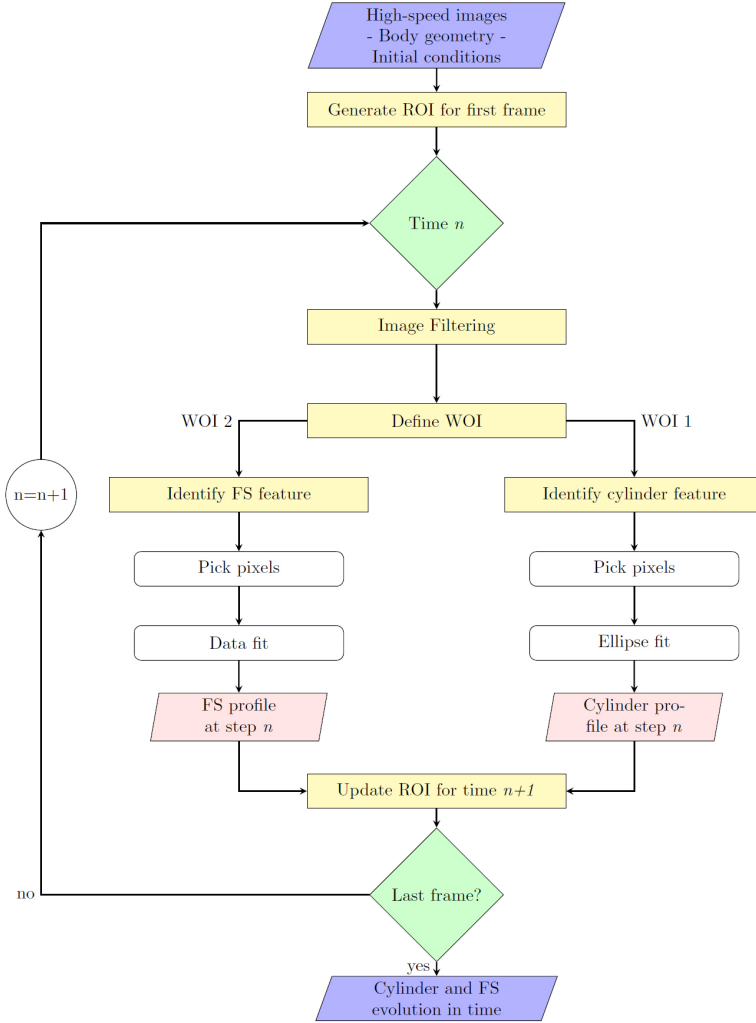 High-speed images
- Body geometry -
Initial conditions
Generate ROI for first frame
Time n
Image Filtering
WOI 2
Define WOI
WOI 1
n=n+1
Identify FS feature
Identify cylinder feature
Pick pixels
Pick pixels
Data fit
Ellipse fit
FS profile
at step n
Cylinder pro-
file at step n
Update ROI for time n+1
no
Last frame?
yes
Cylinder and FS
evolution in time